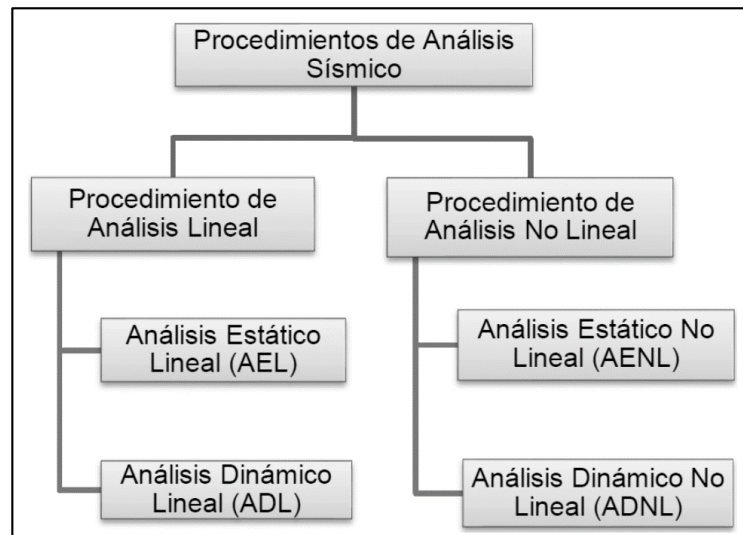 Procedimientos de Análisis
Sísmico
Procedimiento de
Análisis Lineal
Procedimiento de
Análisis No Lineal
Análisis Estático
Lineal (AEL)
Análisis Estático No
Lineal (AENL)
Análisis Dinámico
Lineal (ADL)
Análisis Dinámico No
Lineal (ADNL)